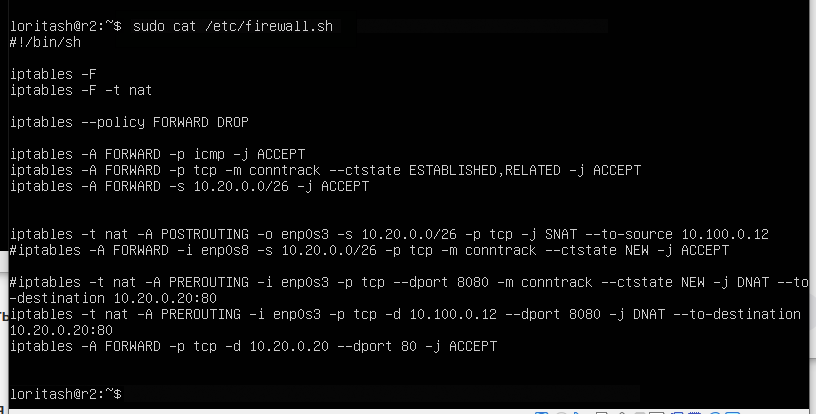 loritash@r2:~$ sudo cat /etc/firewall.sh
#!/bin/sh
iptables -F
iptables -F -t nat
iptables --policy FORWARD DROP
iptables -A FORWARD -p icmp -j ACCEPT
iptables -A FORWARD -p tcp -m conntrack --ctstate ESTABLISHED,RELATED -j ACCEPT
iptables -A FORWARD -s 10.20.0.0/26 -j ACCEPT
iptables -t nat -A POSTROUTING -o enp0s3 -s 10.20.0.0/26 -p tcp -j SNAT --to-source 10.100.0.12
#iptables -A FORWARD -i enp0s8 -s 10.20.0.0/26 -p tcp -m conntrack --ctstate NEW -j ACCEPT
#iptables -t nat -A PREROUTING -i enp0s3 -p tcp --dport 8080 -m conntrack --ctstate NEW -j DNAT --to
-destination 10.20.0.20:80
iptables -t nat -A PREROUTING -i enp0s3 -p tcp -d 10.100.0.12 --dport 8080 -j DNAT --to-destination
10.20.0.20:80
iptables -A FORWARD -p tcp -d 10.20.0.20 --dport 80 -j ACCEPT
loritash@r2:~$